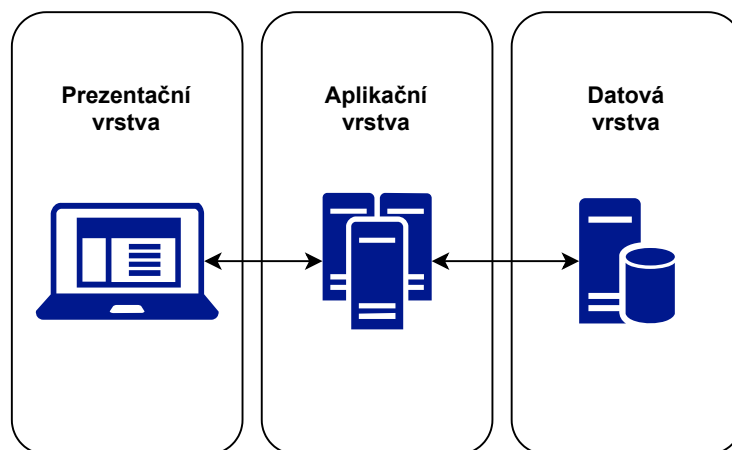 Prezentační
vrstva
Aplikační
vrstva
Datová
vrstva